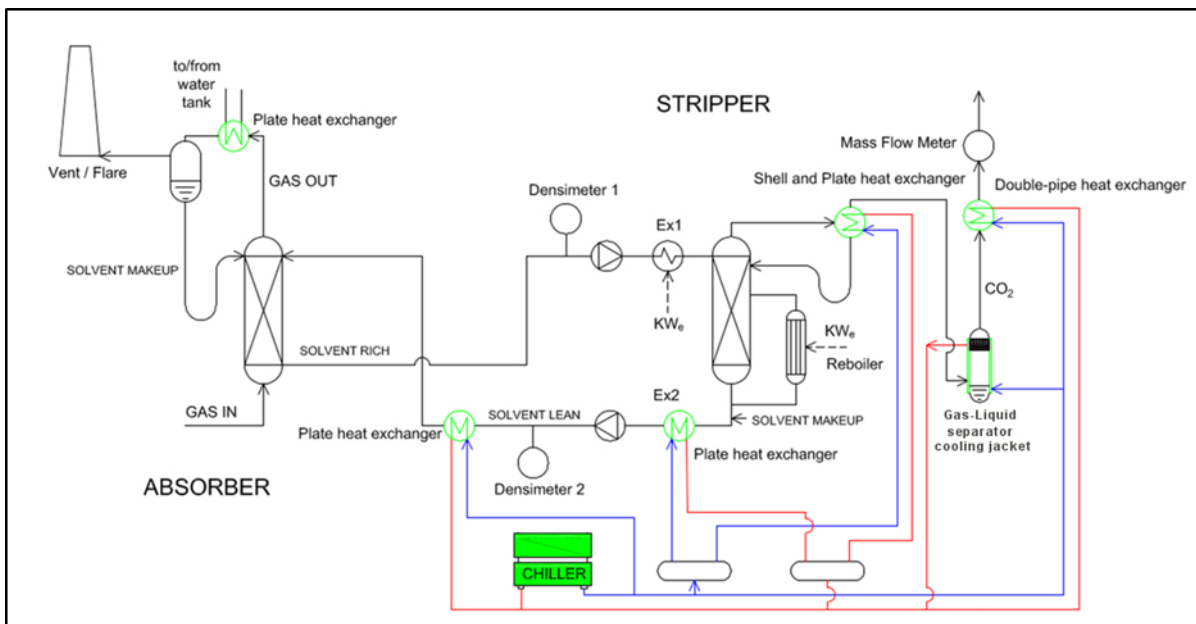 to/from
water
tank
Plate heat exchanger
Vent / Flare
GAS OUT
SOLVENT MAKEUP
SOLVENT RICH
GAS IN
ABSORBER
STRIPPER
Densimeter 1
Ex1
KWₑ
Mass Flow Meter
Shell and Plate heat exchanger
Double-pipe heat exchanger
CO₂
KWₑ
Reboiler
Ex2
SOLVENT MAKEUP
SOLVENT LEAN
Plate heat exchanger
Plate heat exchanger
Densimeter 2
Gas-Liquid
separator
cooling jacket
CHILLER